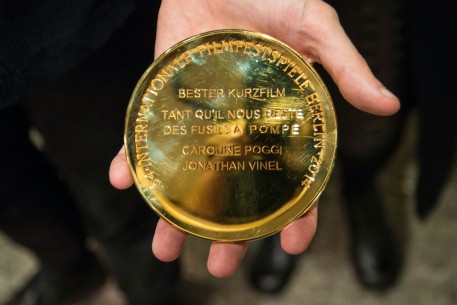 64. INTERNATIONALE FILMFESTSPIELE BERLIN 2014
BESTER KURZFILM
TANT QU'IL NOUS RESTE
DES FUSILS A POMPE
CAROLINE POGGI
JONATHAN VINEL